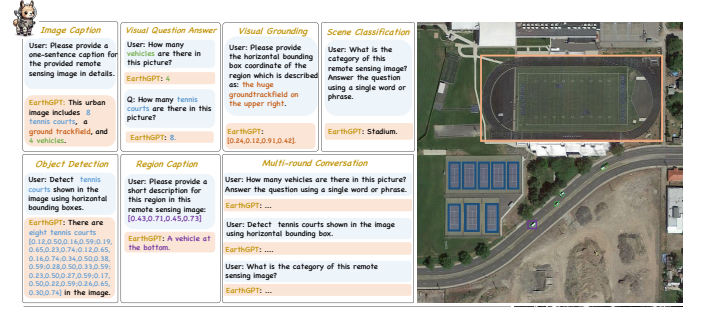 Image Caption
User: Please provide a
one-sentence caption for
the provided remote
sensing image in details.
EarthGPT: This urban
image includes 8
tennis courts, a
ground trackfield, and
4 vehicles.
Visual Question Answer
User: How many
vehicles are there in
this picture?
EarthGPT: 4
Q: How many tennis
courts are there in this
picture?
EarthGPT: 8.
Visual Grounding
User: Please provide
the horizontal bounding
box coordinate of the
region which is described
as: the huge
groundtrackfield on
the upper right.
EarthGPT:
[0.24,0.12,0.91,0.42].
Scene Classification
User: What is the
category of this
remote sensing image?
Answer the question
using a single word or
phrase.
EarthGPT: Stadium.
Object Detection
User: Detect tennis
courts shown in the
image using horizontal
bounding boxes.
EarthGPT: There are
eight tennis courts
[0.12,0.50,0.16,0.59;0.19,
0.65,0.23,0.74;0.12,0.65,
0.16,0.74;0.34,0.50,0.38,
0.59;0.28,0.50,0.33,0.59;
0.23,0.50,0.27,0.59;0.17,
0.50,0.22,0.59;0.26,0.65,
0.30,0.74] in the image.
Region Caption
User: Please provide a
short description for
this region in this
remote sensing image:
[0.43,0.71,0.45,0.73]
EarthGPT: A vehicle at
the bottom.
Multi-round Conversation
User: How many vehicles are there in this picture?
Answer the question using a single word or phrase.
EarthGPT: ...
User: Detect tennis courts shown in the image
using horizontal bounding box.
EarthGPT: ....
User: What is the category of this remote
sensing image?
EarthGPT: ...